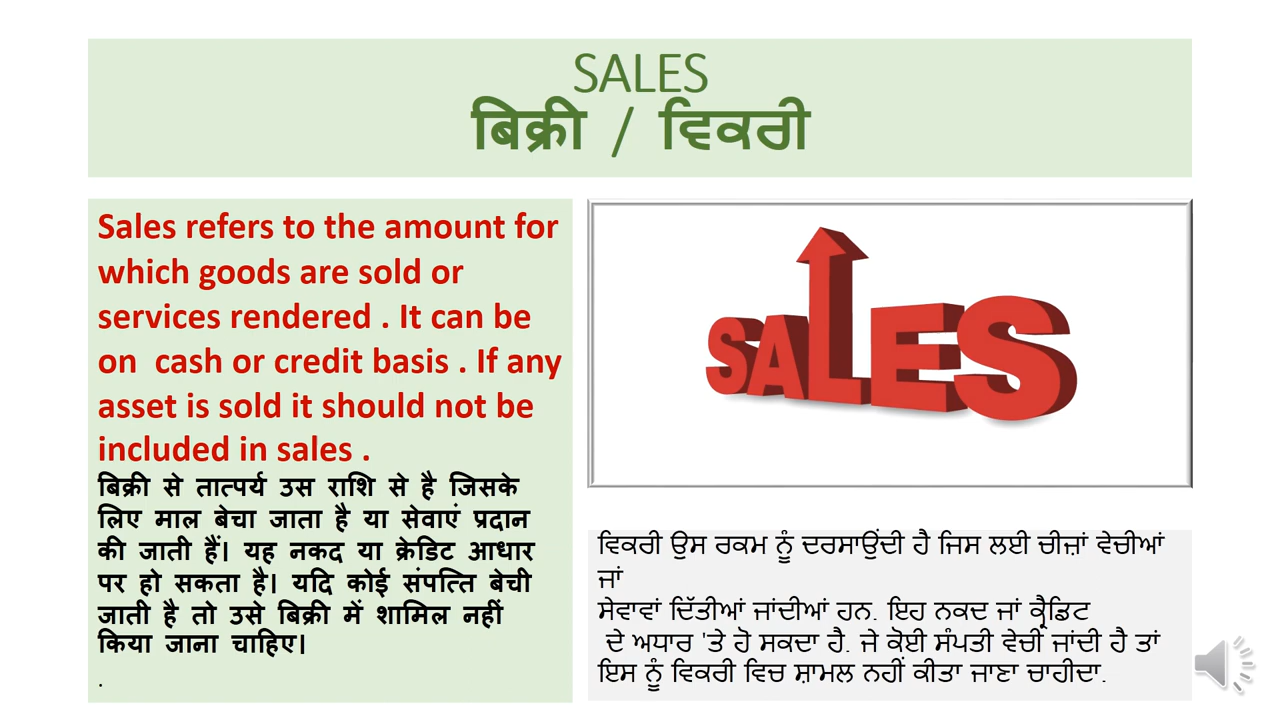 SALES
बिक्री / ਵਿਕਰੀ
Sales refers to the amount for
which goods are sold or
services rendered . It can be
on cash or credit basis . If any
asset is sold it should not be
included in sales .
बिक्री से तात्पर्य उस राशि से है जिसके
लिए माल बेचा जाता है या सेवाएं प्रदान
की जाती हैं। यह नकद या क्रेडिट आधार
पर हो सकता है। यदि कोई संपत्ति बेची
जाती है तो उसे बिक्री में शामिल नहीं
किया जाना चाहिए।
.
SALES
ਵਿਕਰੀ ਉਸ ਰਕਮ ਨੂੰ ਦਰਸਾਉਂਦੀ ਹੈ ਜਿਸ ਲਈ ਚੀਜ਼ਾਂ ਵੇਚੀਆਂ
ਜਾਂ
ਸੇਵਾਵਾਂ ਦਿੱਤੀਆਂ ਜਾਂਦੀਆਂ ਹਨ. ਇਹ ਨਕਦ ਜਾਂ ਕ੍ਰੈਡਿਟ
ਦੇ ਅਧਾਰ 'ਤੇ ਹੋ ਸਕਦਾ ਹੈ. ਜੇ ਕੋਈ ਸੰਪਤੀ ਵੇਚੀ ਜਾਂਦੀ ਹੈ ਤਾਂ
ਇਸ ਨੂੰ ਵਿਕਰੀ ਵਿਚ ਸ਼ਾਮਲ ਨਹੀਂ ਕੀਤਾ ਜਾਣਾ ਚਾਹੀਦਾ.